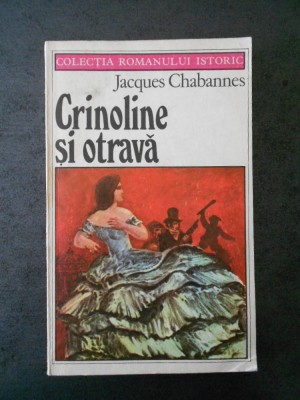 COLECȚIA ROMANULUI ISTORIC
Jacques Chabannes
Crinoline
și otravă